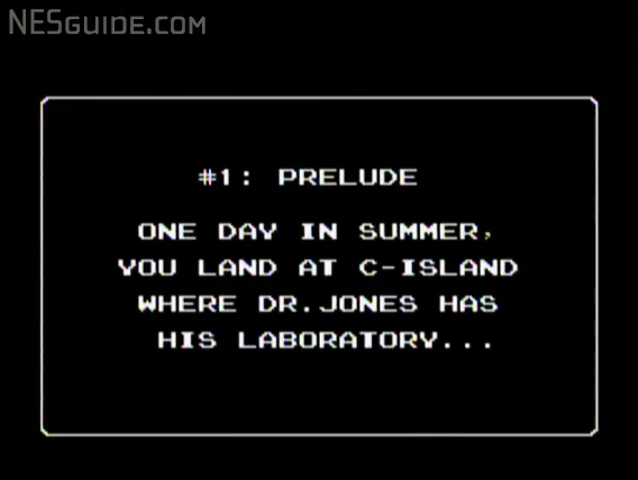 NESGUIDE.COM
#1: PRELUDE
ONE DAY IN SUMMER,
YOU LAND AT C-ISLAND
WHERE DR.JONES HAS
HIS LABORATORY...